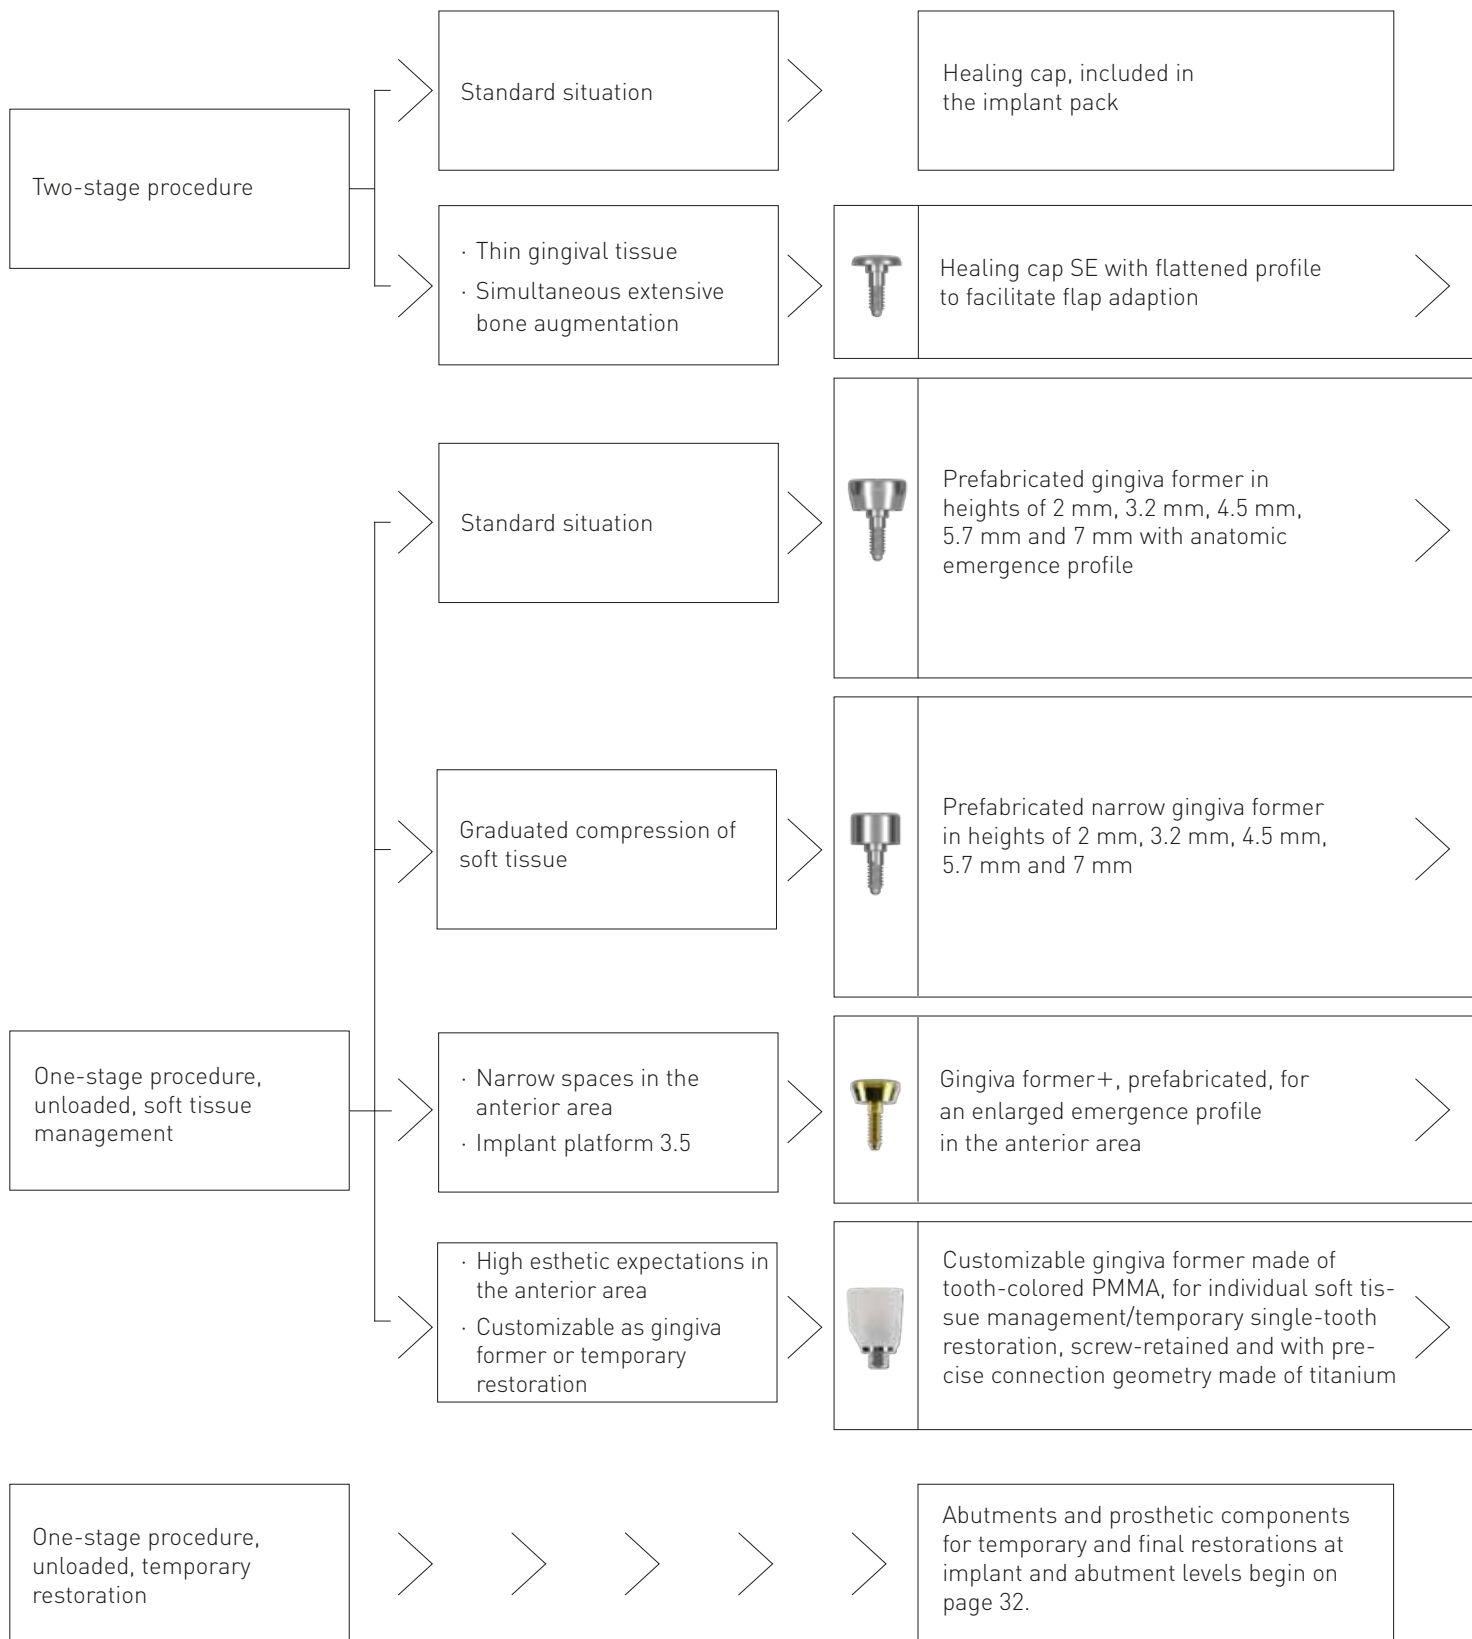 Two-stage procedure
Standard situation
Healing cap, included in
the implant pack
· Thin gingival tissue
· Simultaneous extensive
bone augmentation
Healing cap SE with flattened profile
to facilitate flap adaption
One-stage procedure,
unloaded, soft tissue
management
Standard situation
Prefabricated gingiva former in
heights of 2 mm, 3.2 mm, 4.5 mm,
5.7 mm and 7 mm with anatomic
emergence profile
Graduated compression of
soft tissue
Prefabricated narrow gingiva former
in heights of 2 mm, 3.2 mm, 4.5 mm,
5.7 mm and 7 mm
· Narrow spaces in the
anterior area
· Implant platform 3.5
Gingiva former+, prefabricated, for
an enlarged emergence profile
in the anterior area
· High esthetic expectations in
the anterior area
· Customizable as gingiva
former or temporary
restoration
Customizable gingiva former made of
tooth-colored PMMA, for individual soft tis-
sue management/temporary single-tooth
restoration, screw-retained and with pre-
cise connection geometry made of titanium
One-stage procedure,
unloaded, temporary
restoration
Abutments and prosthetic components
for temporary and final restorations at
implant and abutment levels begin on
page 32.